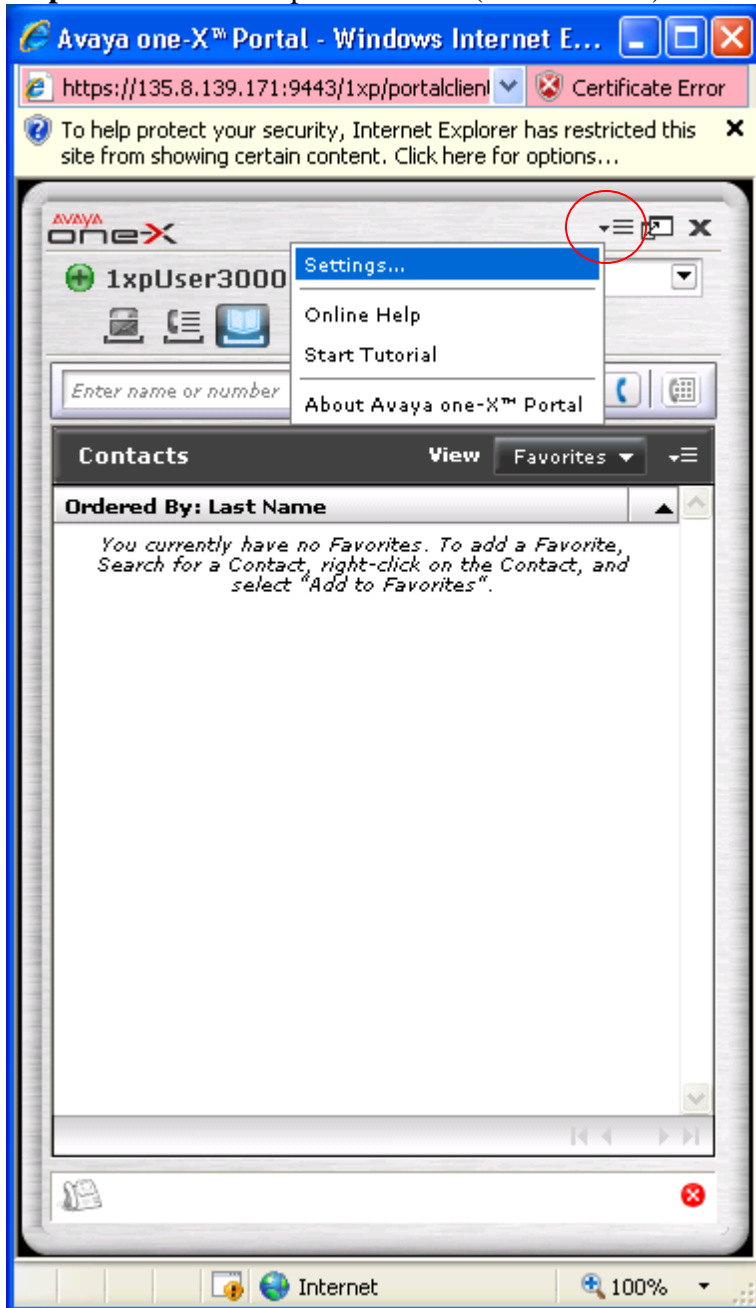 Avaya one-X™ Portal - Windows Internet E...
https://135.8.139.171:9443/1xp/portalclient
Certificate Error
To help protect your security, Internet Explorer has restricted this
site from showing certain content. Click here for options...
AVAYA
one-X
1xpUser3000
Settings...
Online Help
Start Tutorial
About Avaya one-X™ Portal
Enter name or number
Contacts
View
Favorites
Ordered By: Last Name
You currently have no Favorites. To add a Favorite,
Search for a Contact, right-click on the Contact, and
select "Add to Favorites".
Internet
100%